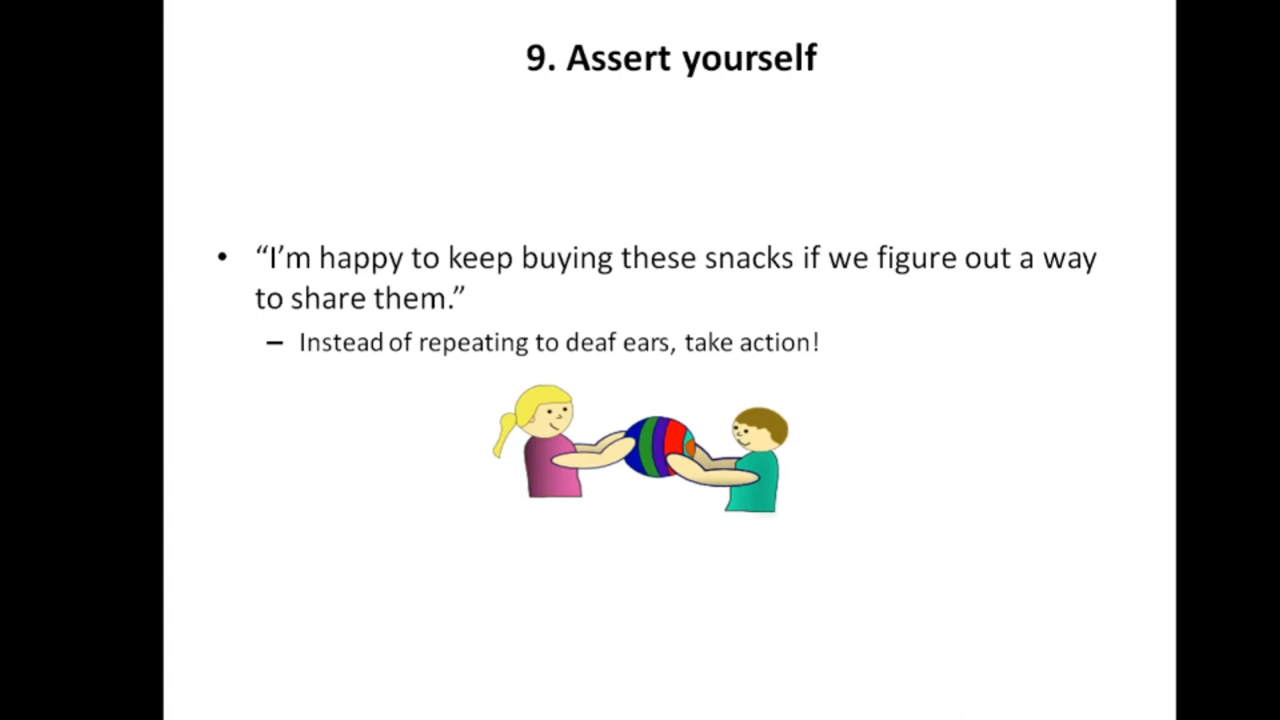 9. Assert yourself
• “I’m happy to keep buying these snacks if we figure out a way
to share them.”
– Instead of repeating to deaf ears, take action!